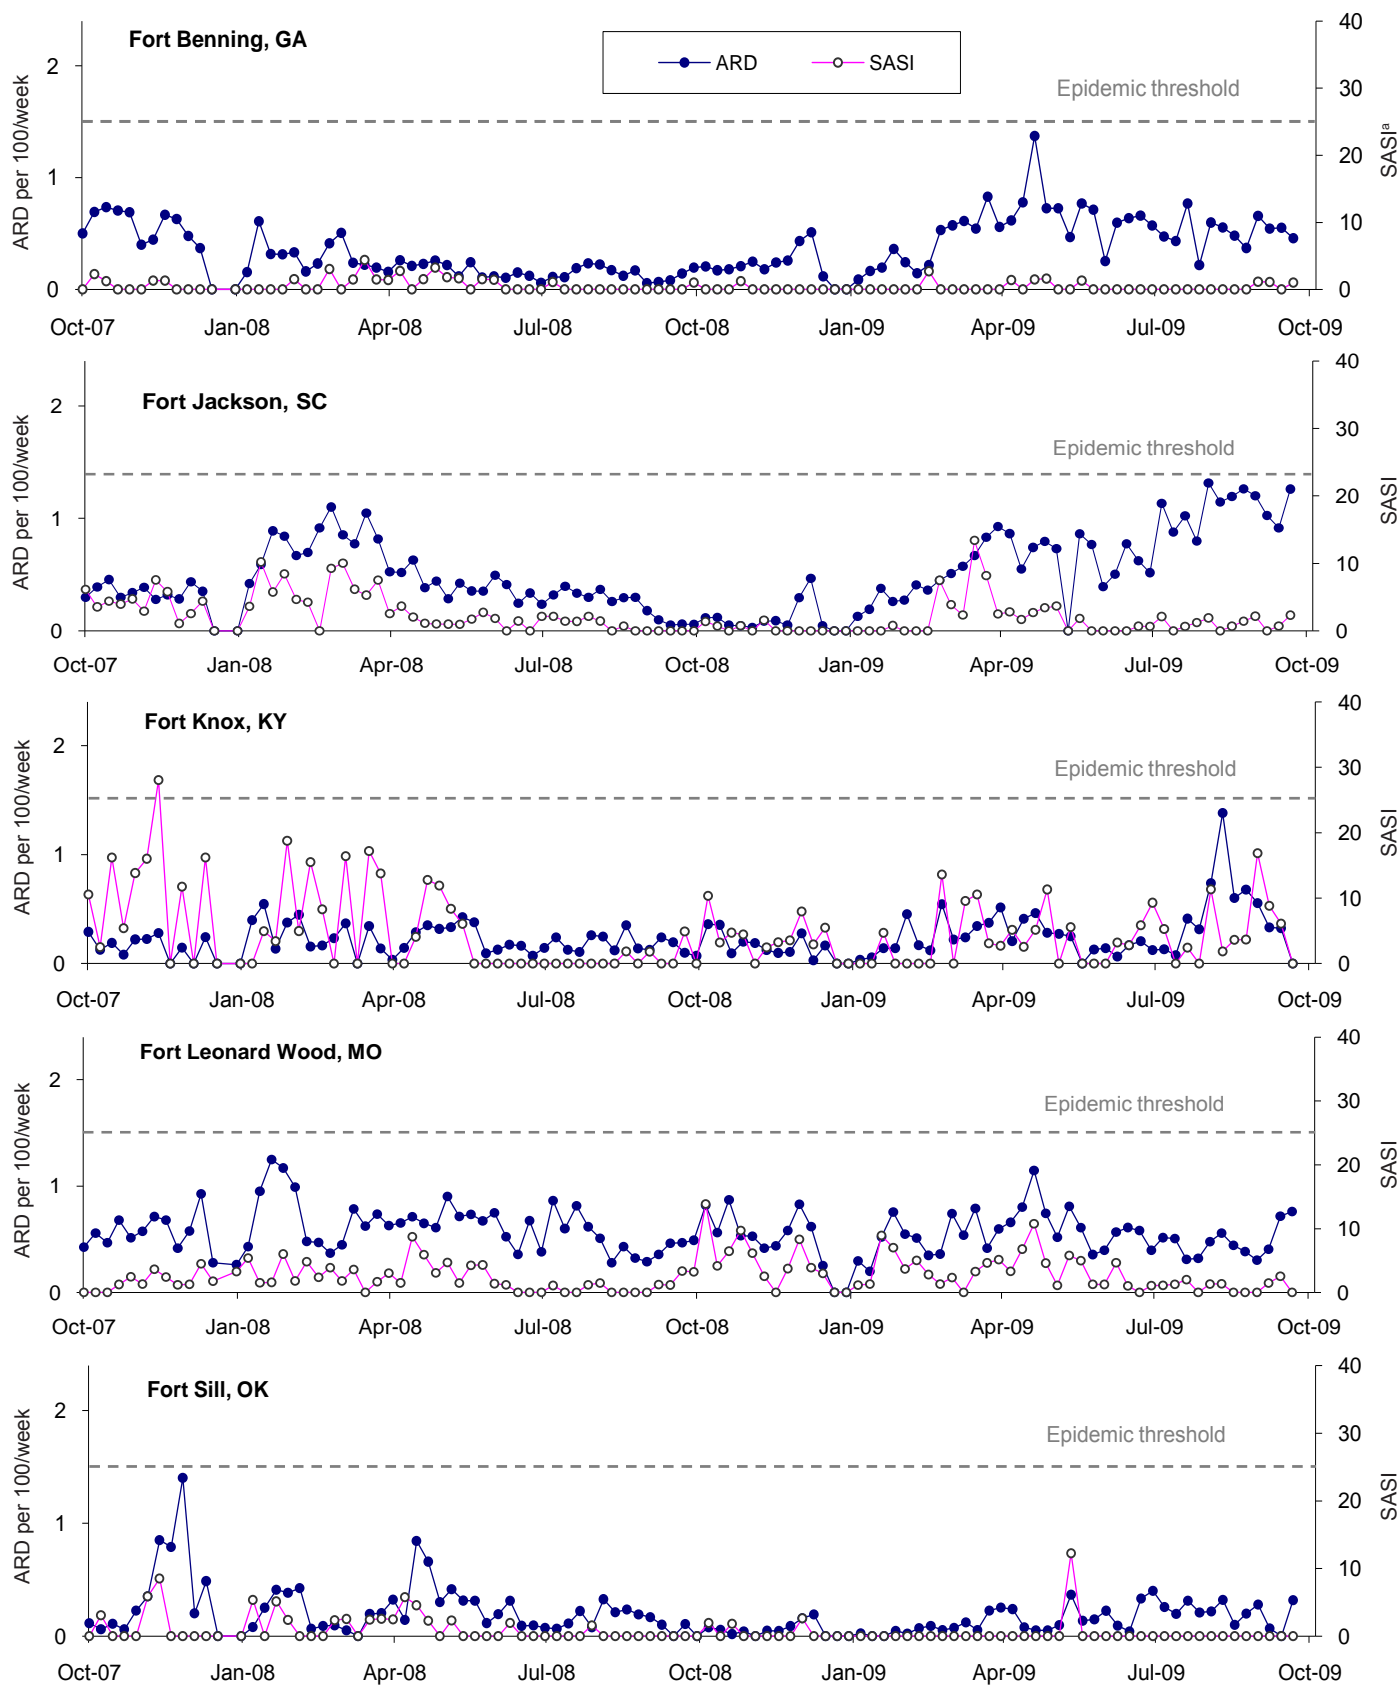 Fort Benning, GA
ARD
SASI
Epidemic threshold
ARD per 100/week
SASIᵃ
2
1
0
40
30
20
10
0
Oct-07 Jan-08 Apr-08 Jul-08 Oct-08 Jan-09 Apr-09 Jul-09 Oct-09
Fort Jackson, SC
Epidemic threshold
ARD per 100/week
SASI
2
1
0
40
30
20
10
0
Oct-07 Jan-08 Apr-08 Jul-08 Oct-08 Jan-09 Apr-09 Jul-09 Oct-09
Fort Knox, KY
Epidemic threshold
ARD per 100/week
SASI
2
1
0
40
30
20
10
0
Oct-07 Jan-08 Apr-08 Jul-08 Oct-08 Jan-09 Apr-09 Jul-09 Oct-09
Fort Leonard Wood, MO
Epidemic threshold
ARD per 100/week
SASI
2
1
0
40
30
20
10
0
Oct-07 Jan-08 Apr-08 Jul-08 Oct-08 Jan-09 Apr-09 Jul-09 Oct-09
Fort Sill, OK
Epidemic threshold
ARD per 100/week
SASI
2
1
0
40
30
20
10
0
Oct-07 Jan-08 Apr-08 Jul-08 Oct-08 Jan-09 Apr-09 Jul-09 Oct-09